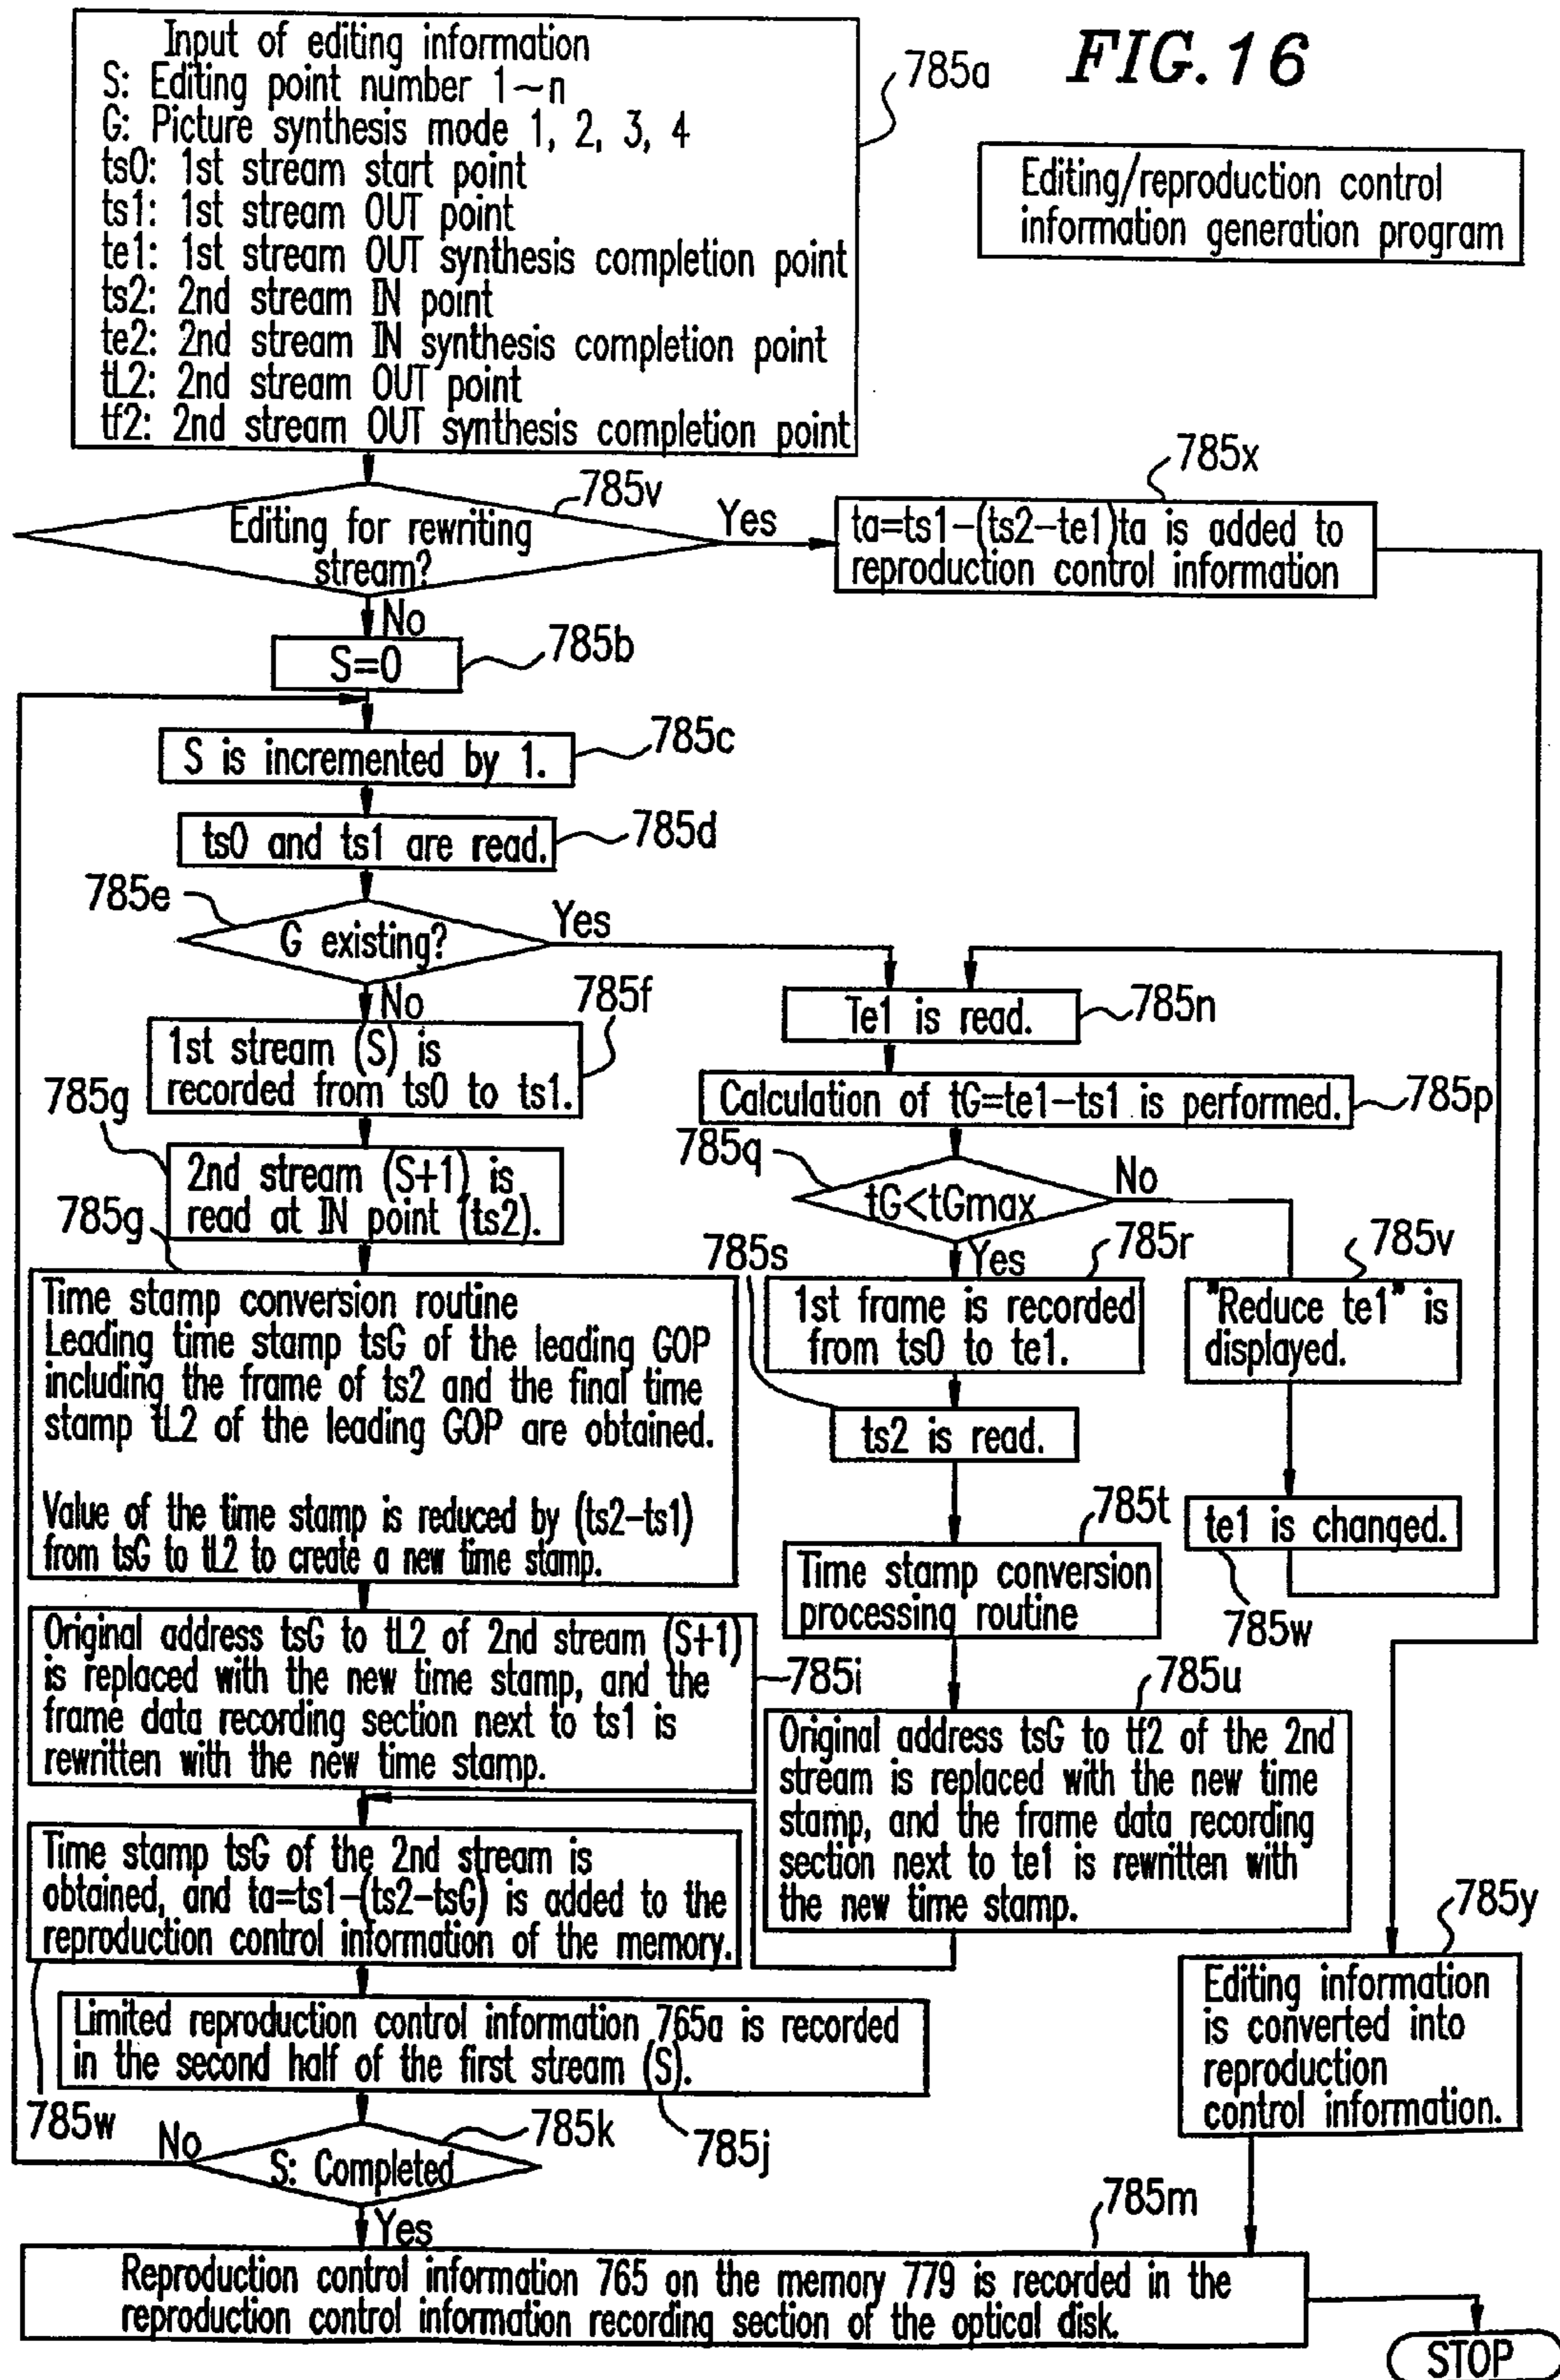 FIG.16
Editing/reproduction control
information generation program
Input of editing information
S: Editing point number 1~n
G: Picture synthesis mode 1, 2, 3, 4
ts0: 1st stream start point
ts1: 1st stream OUT point
te1: 1st stream OUT synthesis completion point
ts2: 2nd stream IN point
te2: 2nd stream IN synthesis completion point
tL2: 2nd stream OUT point
tf2: 2nd stream OUT synthesis completion point
785a
785v
Editing for rewriting
stream?
Yes
785x
ta=ts1-(ts2-te1)ta is added to
reproduction control information
No
S=0
785b
S is incremented by 1.
785c
ts0 and ts1 are read.
785d
785e
G existing?
Yes
No
785f
1st stream (S) is
recorded from ts0 to ts1.
785g
2nd stream (S+1) is
read at IN point (ts2).
785g
Time stamp conversion routine
Leading time stamp tsG of the leading GOP
including the frame of ts2 and the final time
stamp tL2 of the leading GOP are obtained.
Value of the time stamp is reduced by (ts2-ts1)
from tsG to tL2 to create a new time stamp.
Original address tsG to tL2 of 2nd stream (S+1)
is replaced with the new time stamp, and the
frame data recording section next to ts1 is
rewritten with the new time stamp.
785i
Time stamp tsG of the 2nd stream is
obtained, and ta=ts1-(ts2-tsG) is added to the
reproduction control information of the memory.
785w
Limited reproduction control information 765a is recorded
in the second half of the first stream (S).
785j
785k
S: Completed
No
Yes
Te1 is read.
785n
Calculation of tG=te1-ts1 is performed.
785p
785q
tG<tGmax
No
Yes
785r
1st frame is recorded
from ts0 to te1.
785s
ts2 is read.
785v
"Reduce te1" is
displayed.
te1 is changed.
785w
785t
Time stamp conversion
processing routine
785u
Original address tsG to tf2 of the 2nd
stream is replaced with the new time
stamp, and the frame data recording
section next to te1 is rewritten with
the new time stamp.
785y
Editing information
is converted into
reproduction
control information.
785m
Reproduction control information 765 on the memory 779 is recorded in the
reproduction control information recording section of the optical disk.
STOP